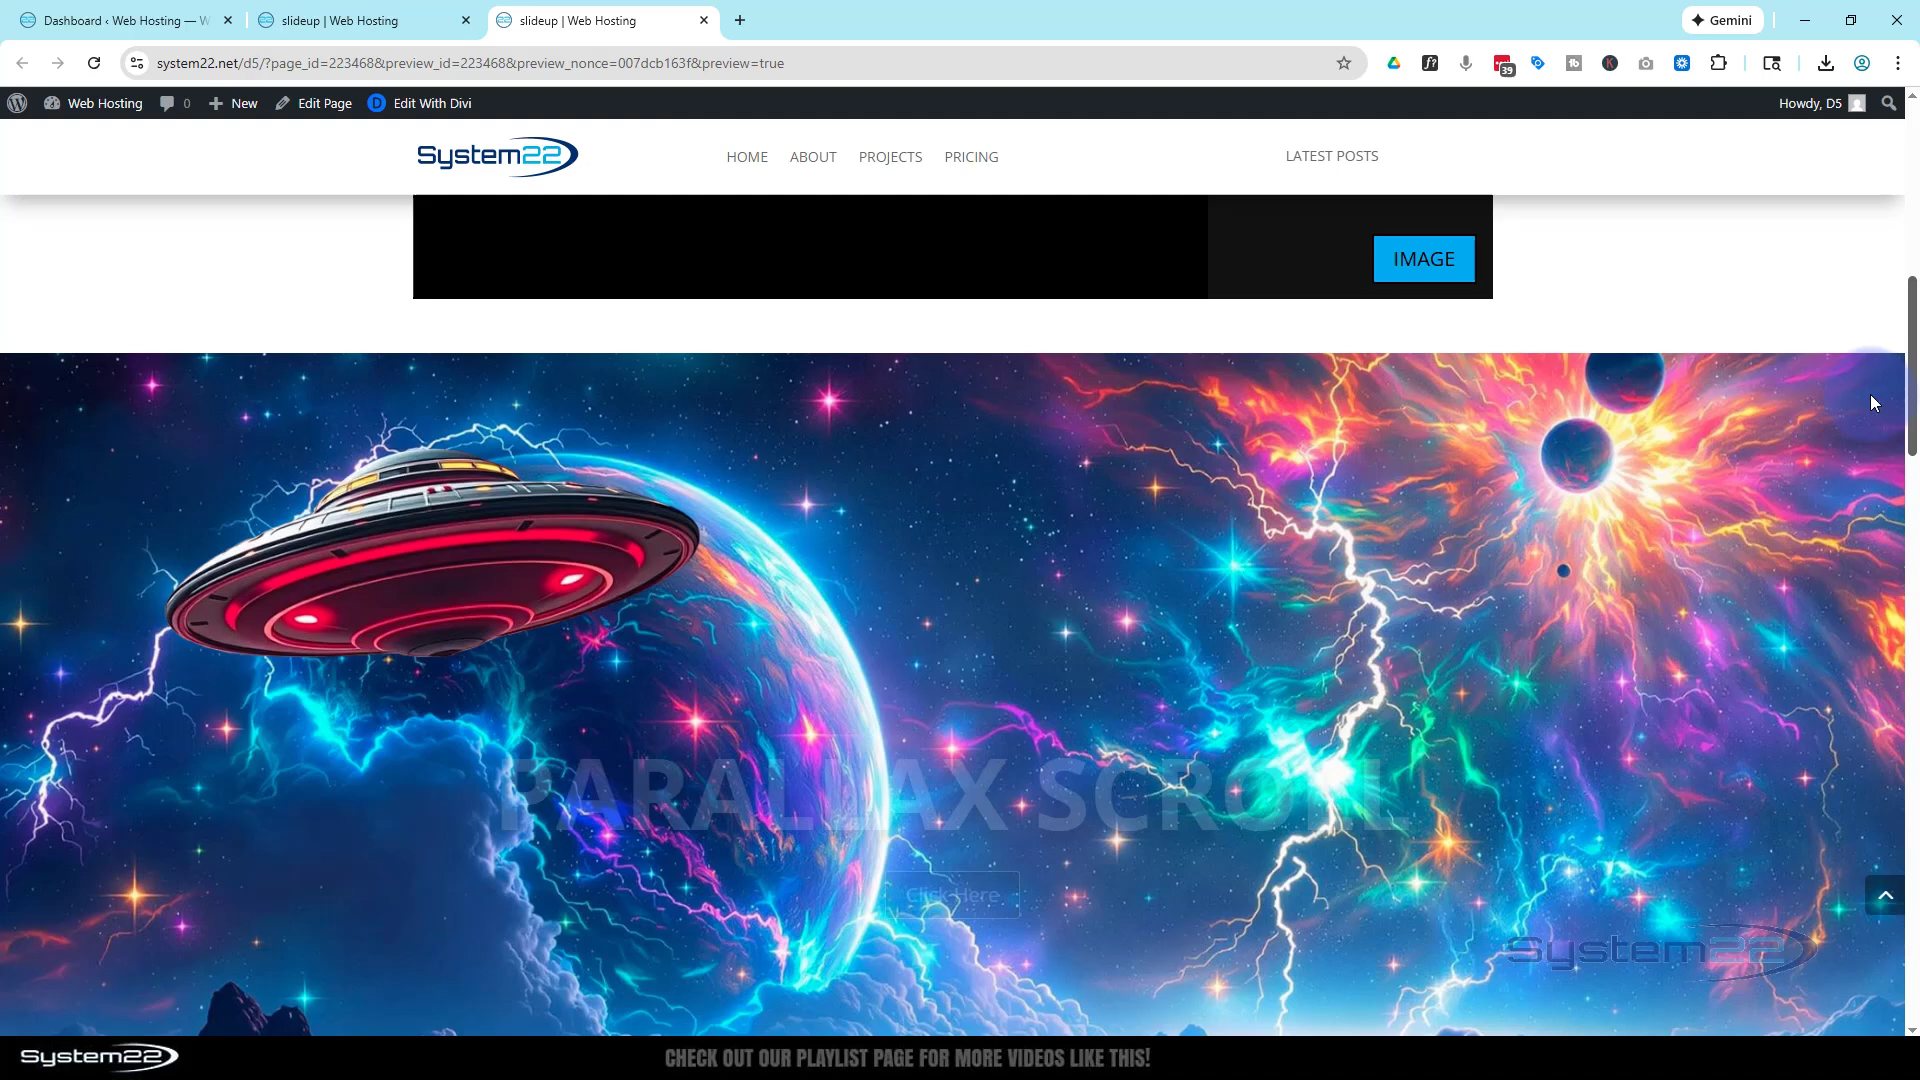 Dashboard ‹ Web Hosting — W
slideup | Web Hosting
slideup | Web Hosting
Gemini
system22.net/d5/?page_id=223468&preview_id=223468&preview_nonce=007dcb163f&preview=true
39
Web Hosting
0
New
Edit Page
D
Edit With Divi
Howdy, D5
System22
HOME
ABOUT
PROJECTS
PRICING
LATEST POSTS
IMAGE
PARALLAX SCROLL
Click Here
System22
System22
CHECK OUT OUR PLAYLIST PAGE FOR MORE VIDEOS LIKE THIS!